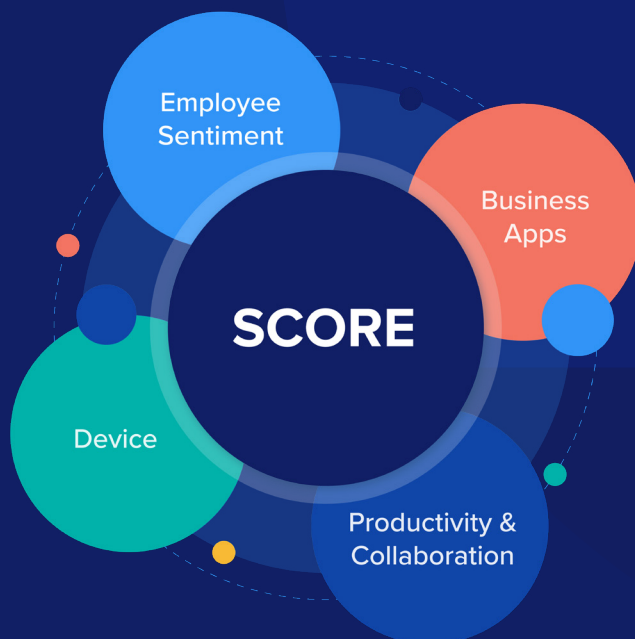 Employee
Sentiment
Business
Apps
SCORE
Device
Productivity &
Collaboration